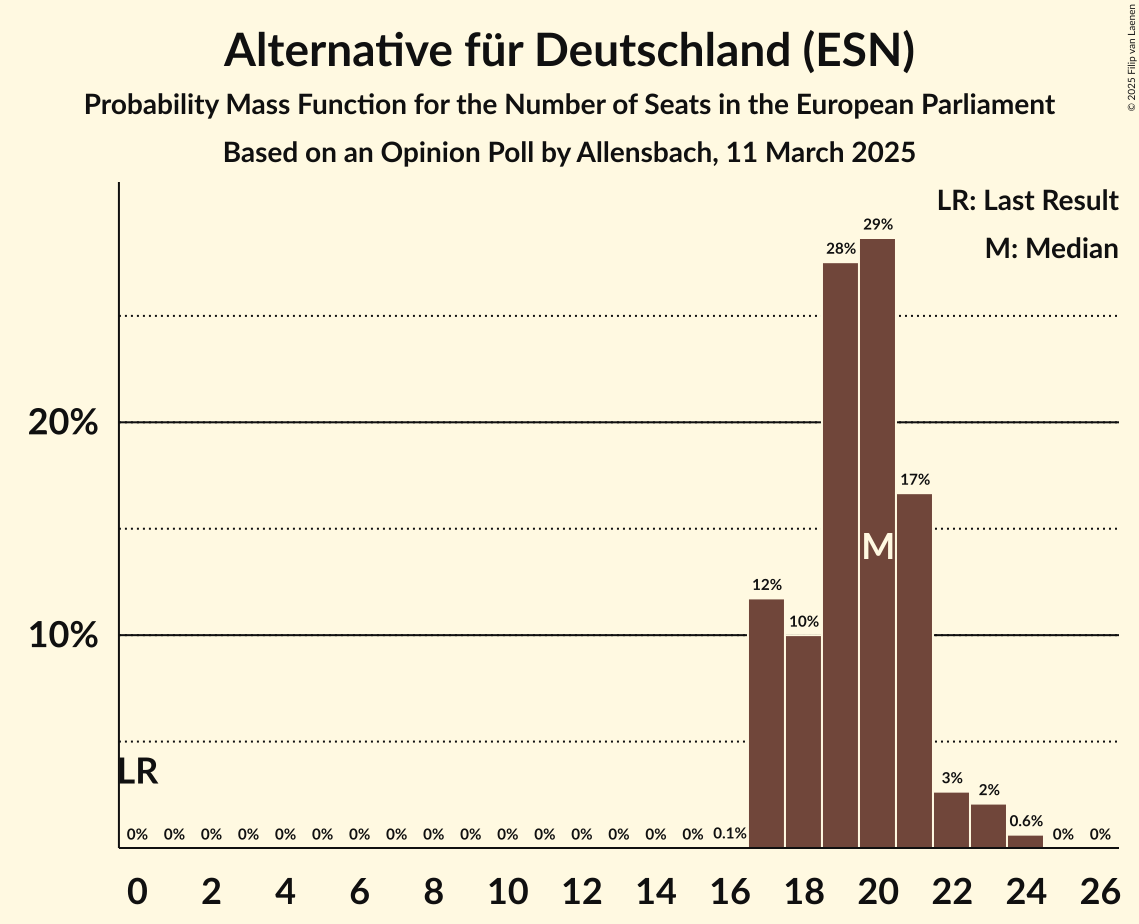 Alternative für Deutschland (ESN)
Probability Mass Function for the Number of Seats in the European Parliament
Based on an Opinion Poll by Allensbach, 11 March 2025
© 2025 Filip van Laenen
LR: Last Result
M: Median
29%
28%
20%
17%
M
12%
10%
10%
LR
3%
2%
0.6%
0% 0% 0% 0% 0% 0% 0% 0% 0% 0% 0% 0% 0% 0% 0% 0% 0.1% 0% 0%
0 2 4 6 8 10 12 14 16 18 20 22 24 26